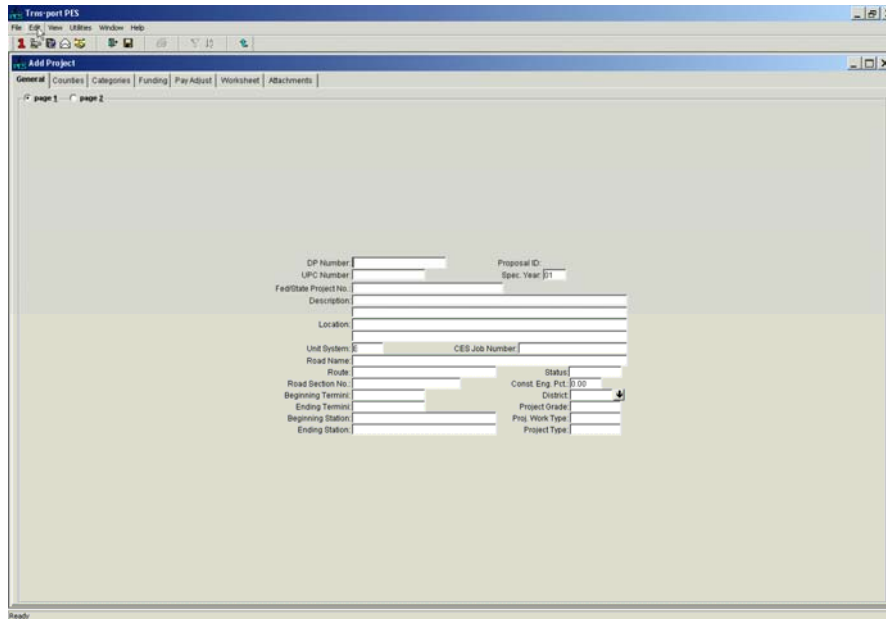 Trns-port PES
File Edit View Utilities Window Help
Add Project
General Counties Categories Funding Pay Adjust Worksheet Attachments
page 1 page 2
DP Number: Proposal ID:
UPC Number: Spec. Year: 01
Fed/State Project No.:
Description:
Location:
Unit System: E CES Job Number:
Road Name:
Route: Status:
Road Section No.: Const. Eng. Pct.: 0.00
Beginning Termini: District:
Ending Termini: Project Grade:
Beginning Station: Proj. Work Type:
Ending Station: Project Type:
Ready